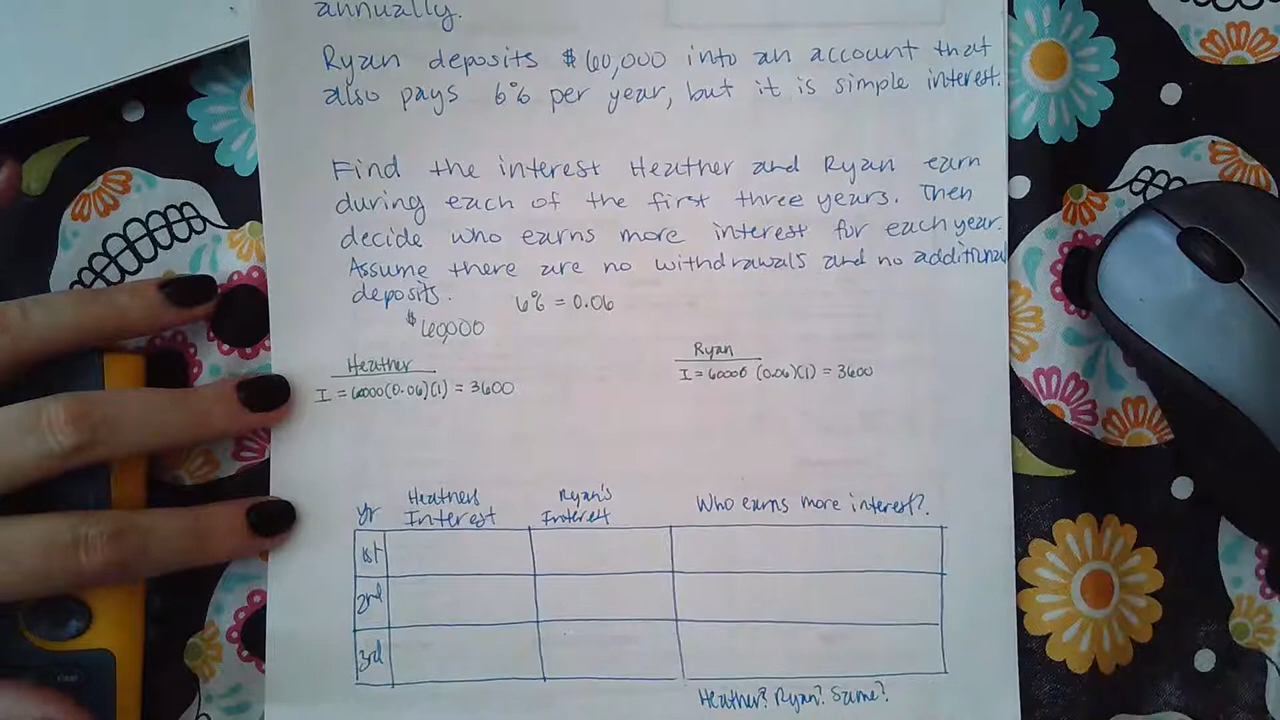 annually.
Ryan deposits $60,000 into an account that
also pays 6% per year, but it is simple interest.
Find the interest Heather and Ryan earn
during each of the first three years. Then
decide who earns more interest for each year.
Assume there are no withdrawals and no additional
deposits.
6% = 0.06
$60000
Heather
I = 60000(0.06)(1) = 3600
Ryan
I = 60000 (0.06)(1) = 3600
yr
Heather's Interest
Ryan's Interest
Who earns more interest?
1st
2nd
3rd
Heather? Ryan? Same?